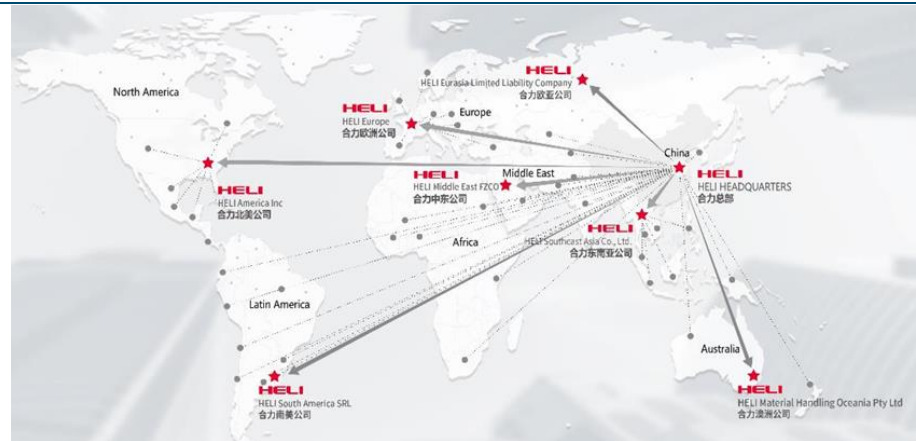 North America
HELI
HELI Eurasia Limited Liability Company
合力欧亚公司
HELI
HELI Europe
合力欧洲公司
Europe
China
HELI
HELI HEADQUARTERS
合力总部
HELI
HELI Middle East FZCO
合力中东公司
Middle East
HELI
HELI America Inc
合力北美公司
HELI
HELI Southeast Asia Co., Ltd.
合力东南亚公司
Africa
Latin America
Australia
HELI
HELI South America SRL
合力南美公司
HELI
HELI Material Handling Oceania Pty Ltd
合力澳洲公司